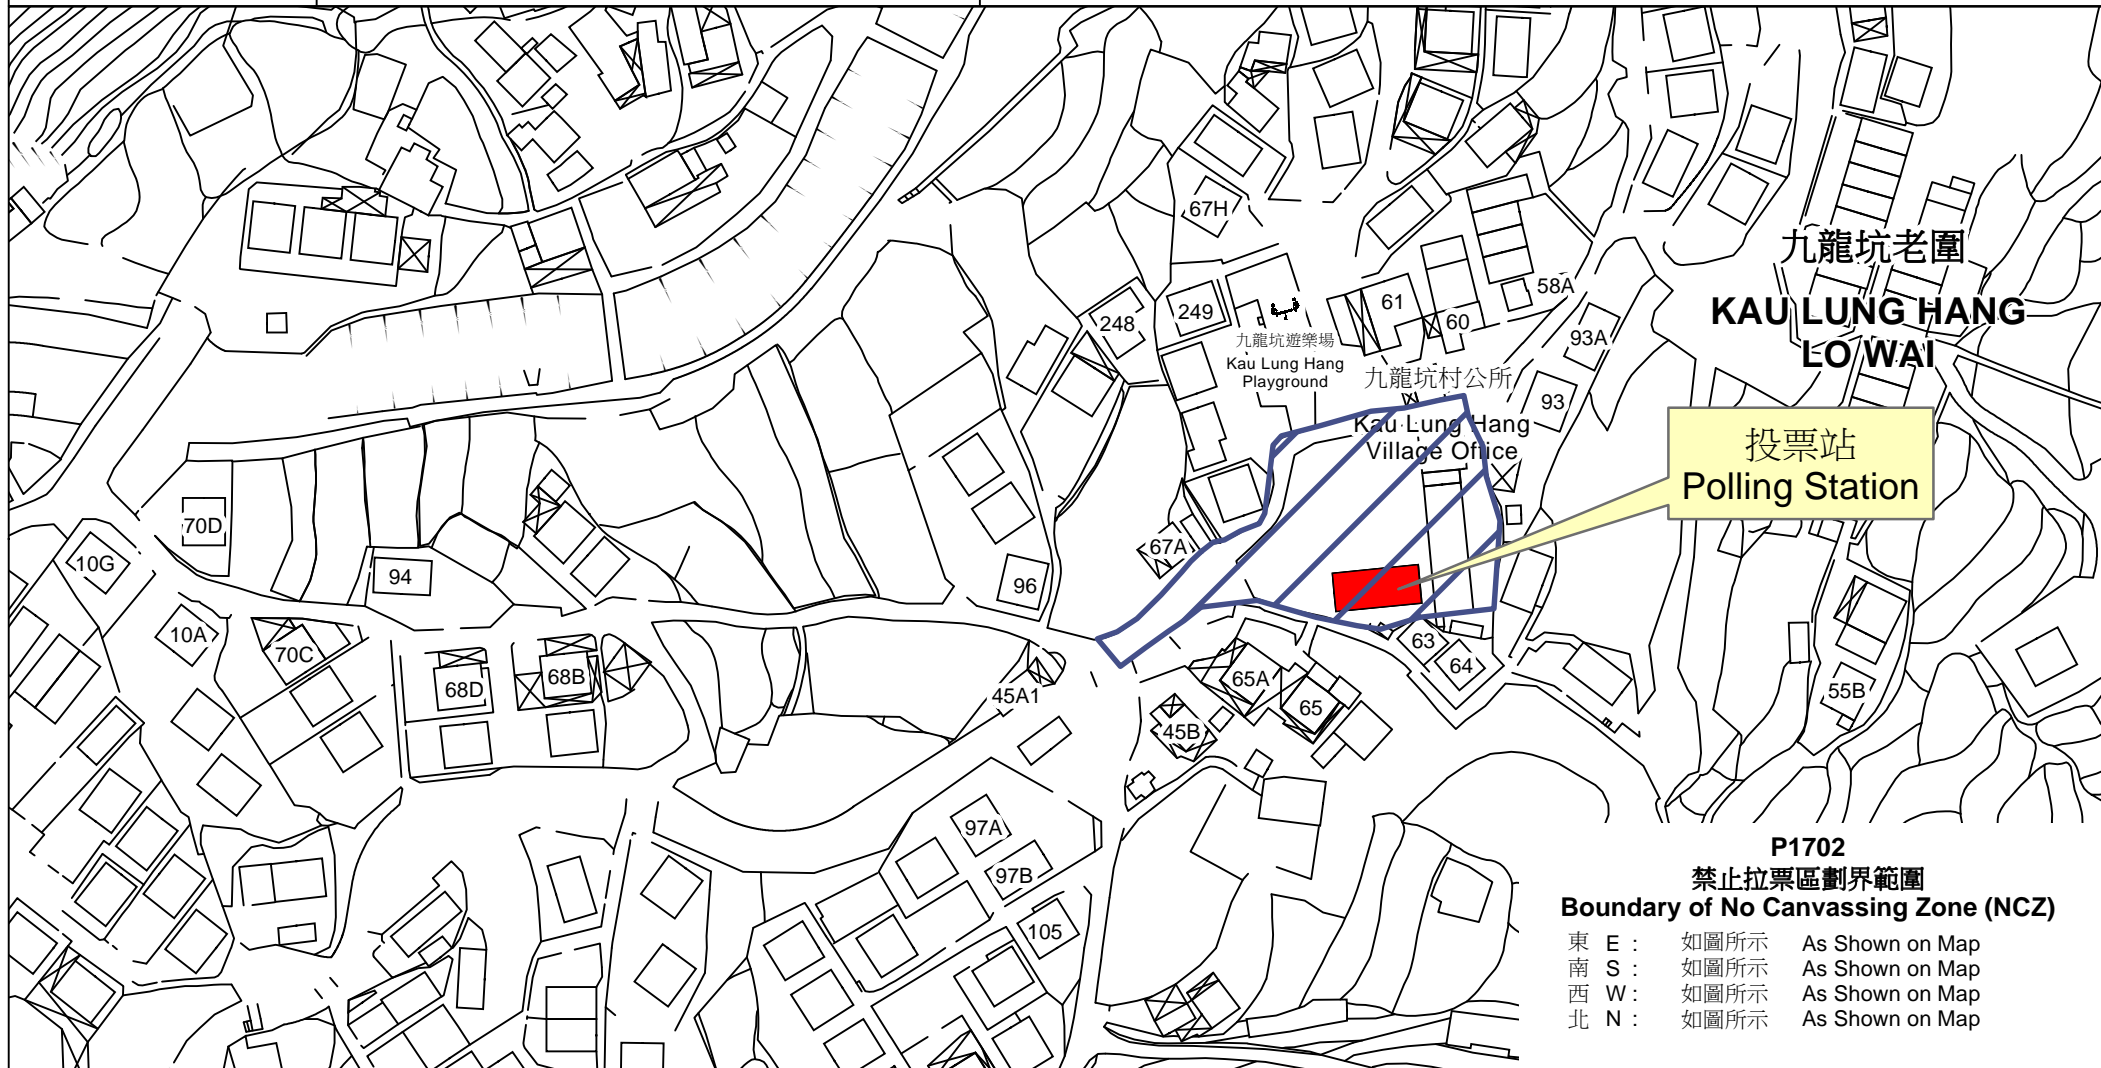 67H
九龍坑老圍
KAU LUNG HANG
LO WAI
248
249
九龍坑遊樂場
Kau Lung Hang
Playground
61
60
58A
93A
93
九龍坑村公所
Kau Lung Hang
Village Office
投票站
Polling Station
70D
10G
94
96
67A
10A
70C
68D
68B
45A1
65A
65
63
64
45B
55B
97A
97B
105
P1702
禁止拉票區劃界範圍
Boundary of No Canvassing Zone (NCZ)
東 E : 如圖所示 As Shown on Map
南 S : 如圖所示 As Shown on Map
西 W : 如圖所示 As Shown on Map
北 N : 如圖所示 As Shown on Map